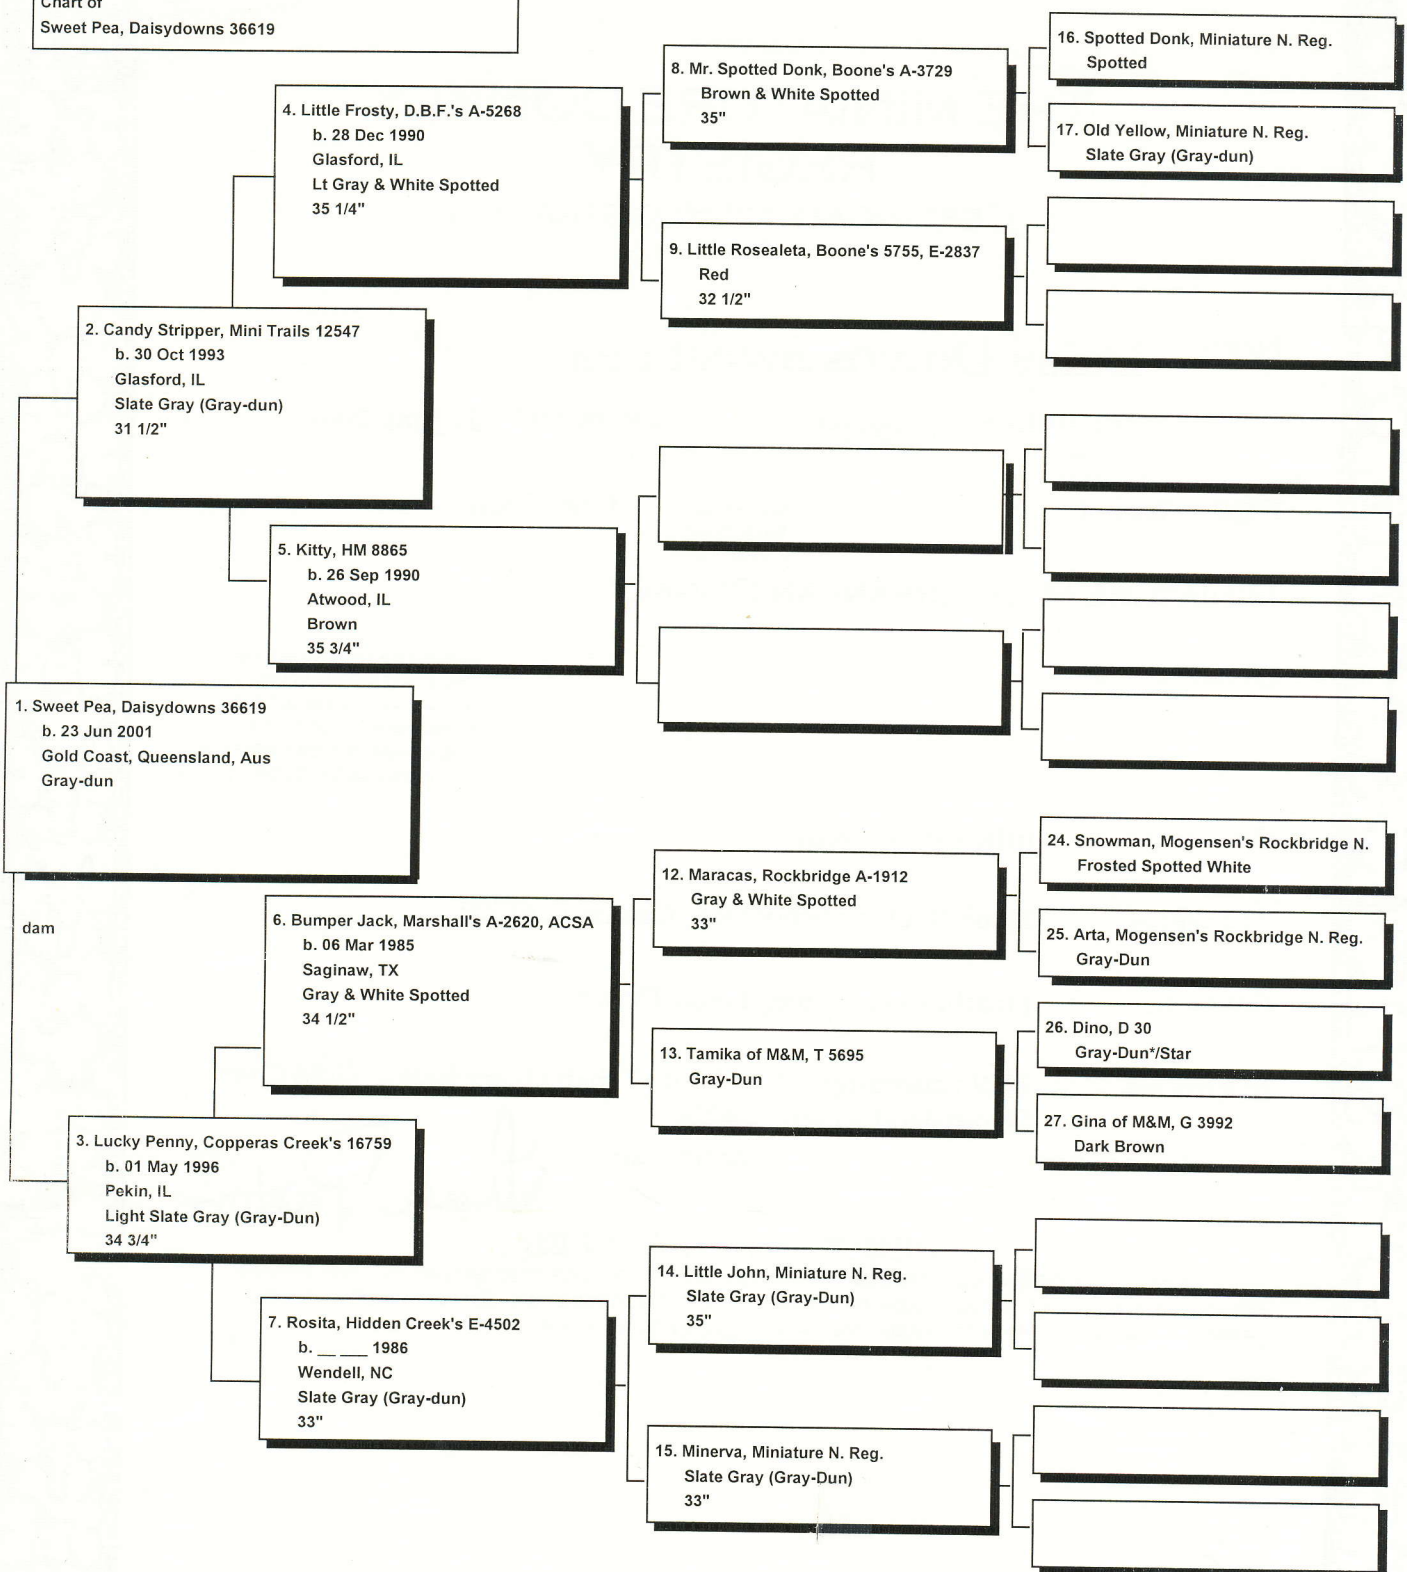 Chart of
Sweet Pea, Daisydowns 36619
16. Spotted Donk, Miniature N. Reg.
Spotted
8. Mr. Spotted Donk, Boone's A-3729
Brown & White Spotted
35"
17. Old Yellow, Miniature N. Reg.
Slate Gray (Gray-dun)
4. Little Frosty, D.B.F.'s A-5268
b. 28 Dec 1990
Glasford, IL
Lt Gray & White Spotted
35 1/4"
9. Little Rosealeta, Boone's 5755, E-2837
Red
32 1/2"
2. Candy Stripper, Mini Trails 12547
b. 30 Oct 1993
Glasford, IL
Slate Gray (Gray-dun)
31 1/2"
5. Kitty, HM 8865
b. 26 Sep 1990
Atwood, IL
Brown
35 3/4"
1. Sweet Pea, Daisydowns 36619
b. 23 Jun 2001
Gold Coast, Queensland, Aus
Gray-dun
dam
24. Snowman, Mogensen's Rockbridge N.
Frosted Spotted White
12. Maracas, Rockbridge A-1912
Gray & White Spotted
33"
25. Arta, Mogensen's Rockbridge N. Reg.
Gray-Dun
6. Bumper Jack, Marshall's A-2620, ACSA
b. 06 Mar 1985
Saginaw, TX
Gray & White Spotted
34 1/2"
26. Dino, D 30
Gray-Dun*/Star
13. Tamika of M&M, T 5695
Gray-Dun
27. Gina of M&M, G 3992
Dark Brown
3. Lucky Penny, Copperas Creek's 16759
b. 01 May 1996
Pekin, IL
Light Slate Gray (Gray-Dun)
34 3/4"
14. Little John, Miniature N. Reg.
Slate Gray (Gray-Dun)
35"
7. Rosita, Hidden Creek's E-4502
b. __ ___ 1986
Wendell, NC
Slate Gray (Gray-dun)
33"
15. Minerva, Miniature N. Reg.
Slate Gray (Gray-Dun)
33"